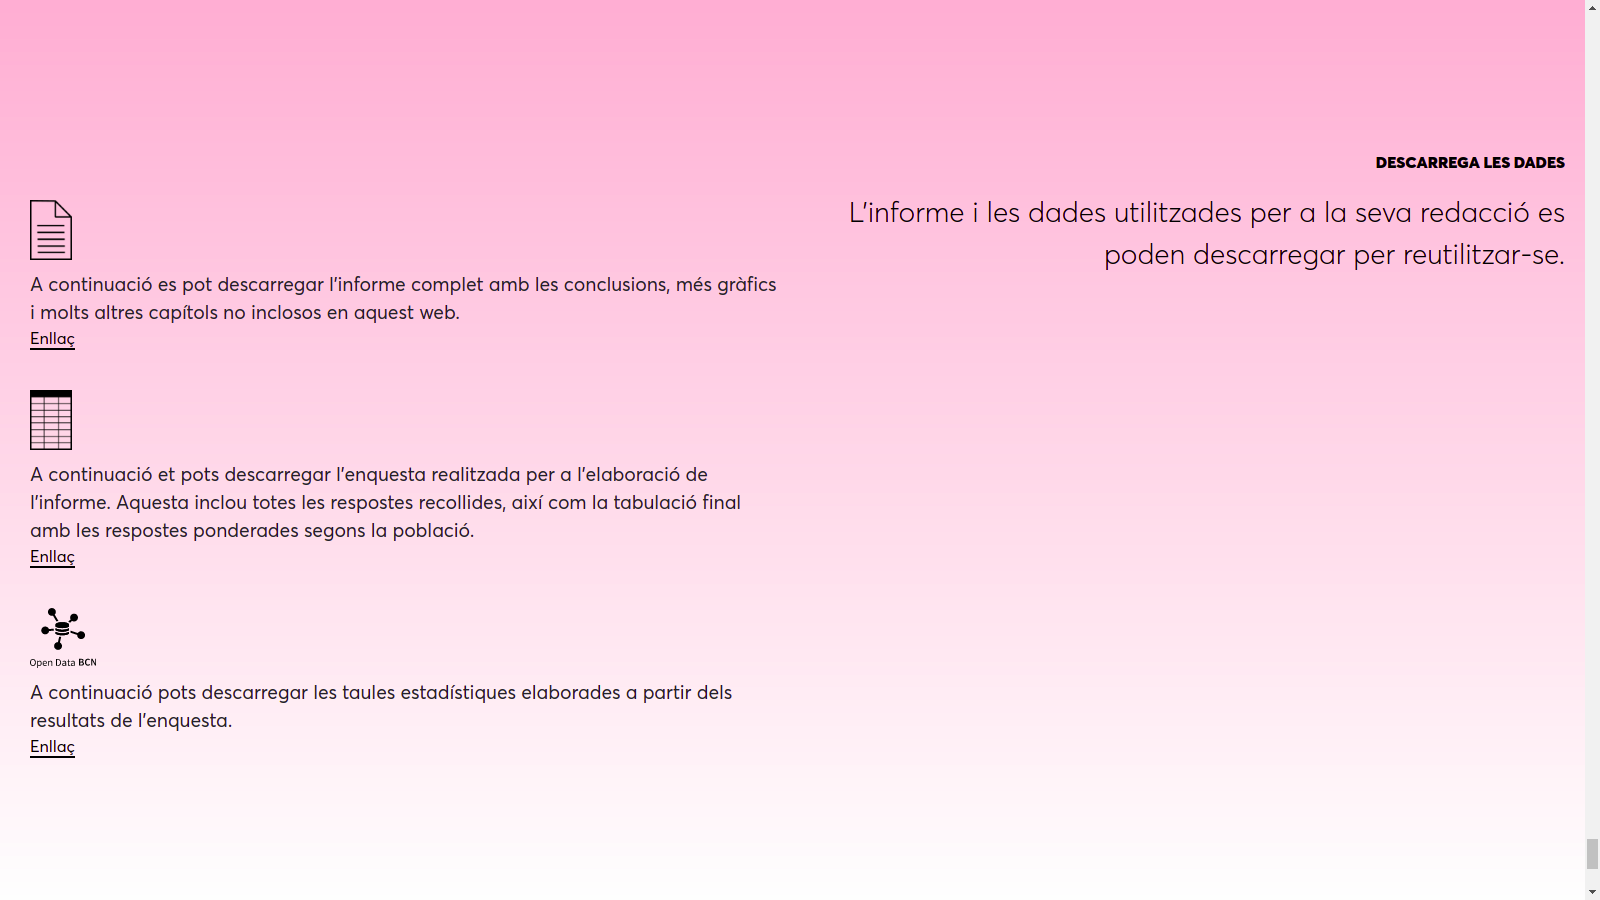 DESCARREGA LES DADES
L'informe i les dades utilitzades per a la seva redacció es
poden descarregar per reutilitzar-se.
A continuació es pot descarregar l'informe complet amb les conclusions, més gràfics
i molts altres capítols no inclosos en aquest web.
Enllaç
A continuació et pots descarregar l'enquesta realitzada per a l'elaboració de
l'informe. Aquesta inclou totes les respostes recollides, així com la tabulació final
amb les respostes ponderades segons la població.
Enllaç
Open Data BCN
A continuació pots descarregar les taules estadístiques elaborades a partir dels
resultats de l'enquesta.
Enllaç